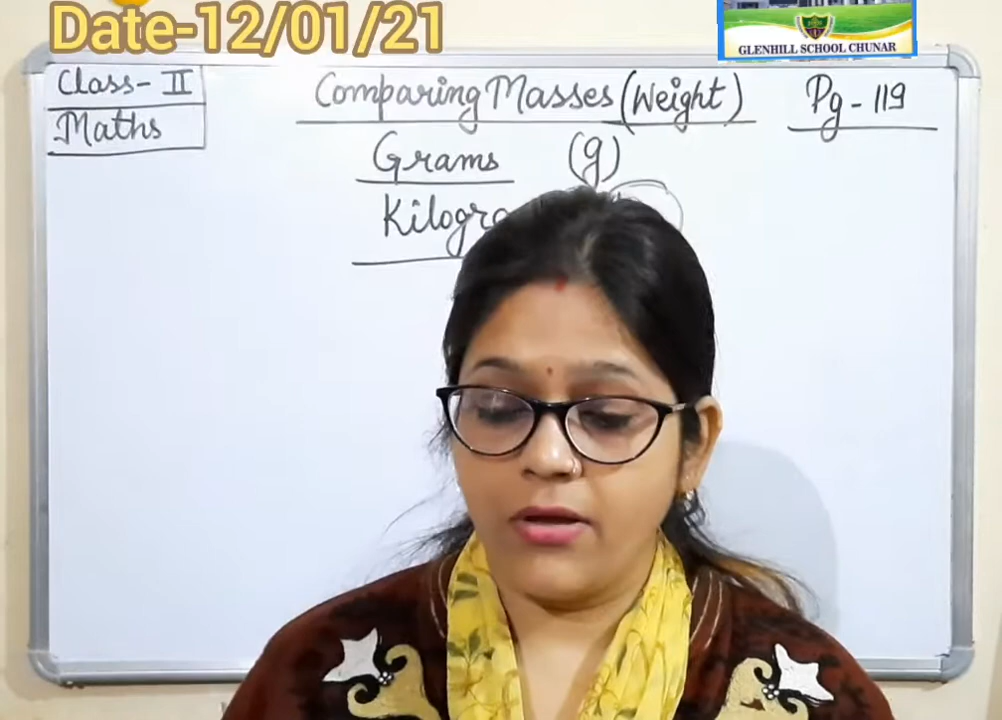 Date-12/01/21
GLENHILL SCHOOL CHUNAR
Class- II
Maths
Comparing Masses (Weight)
Pg - 119
Grams (g)